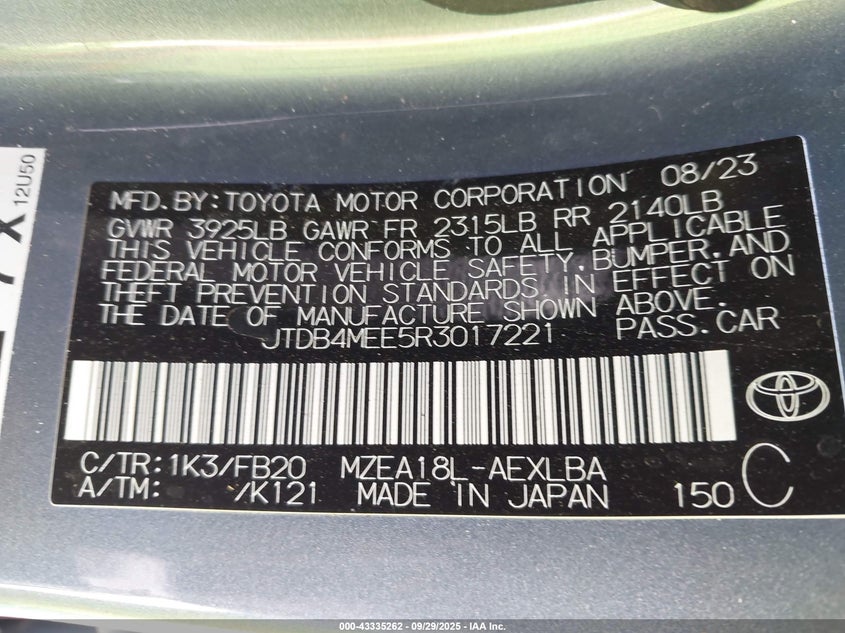 12U50
MFD.BY:TOYOTA MOTOR CORPORATION 08/23
GVWR 3925LB GAWR FR 2315LB RR 2140LB
THIS VEHICLE CONFORMS TO ALL APPLICABLE
FEDERAL MOTOR VEHICLE SAFETY,BUMPER,AND
THEFT PREVENTION STANDARDS IN EFFECT ON
THE DATE OF MANUFACTURE SHOWN ABOVE.
JTDB4MEE5R3017221 PASS.CAR
C/TR:1K3/FB20 MZEA18L-AEXLBA
A/TM: /K121 MADE IN JAPAN 150 C
000-43335262 - 09/29/2025 - IAA Inc.